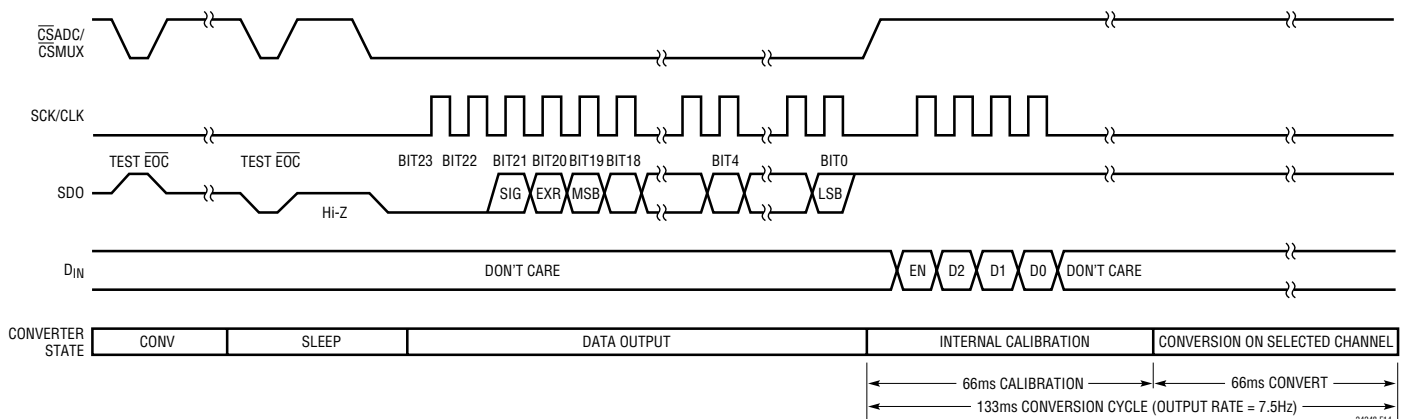 CSADC/
CSMUX
SCK/CLK
TEST EOC TEST EOC BIT23 BIT22 BIT21 BIT20 BIT19 BIT18 BIT4 BIT0
SDO SIG EXR MSB LSB
Hi-Z
DIN DON'T CARE EN D2 D1 D0 DON'T CARE
CONVERTER
STATE
CONV SLEEP DATA OUTPUT INTERNAL CALIBRATION CONVERSION ON SELECTED CHANNEL
66ms CALIBRATION 66ms CONVERT
133ms CONVERSION CYCLE (OUTPUT RATE = 7.5Hz)